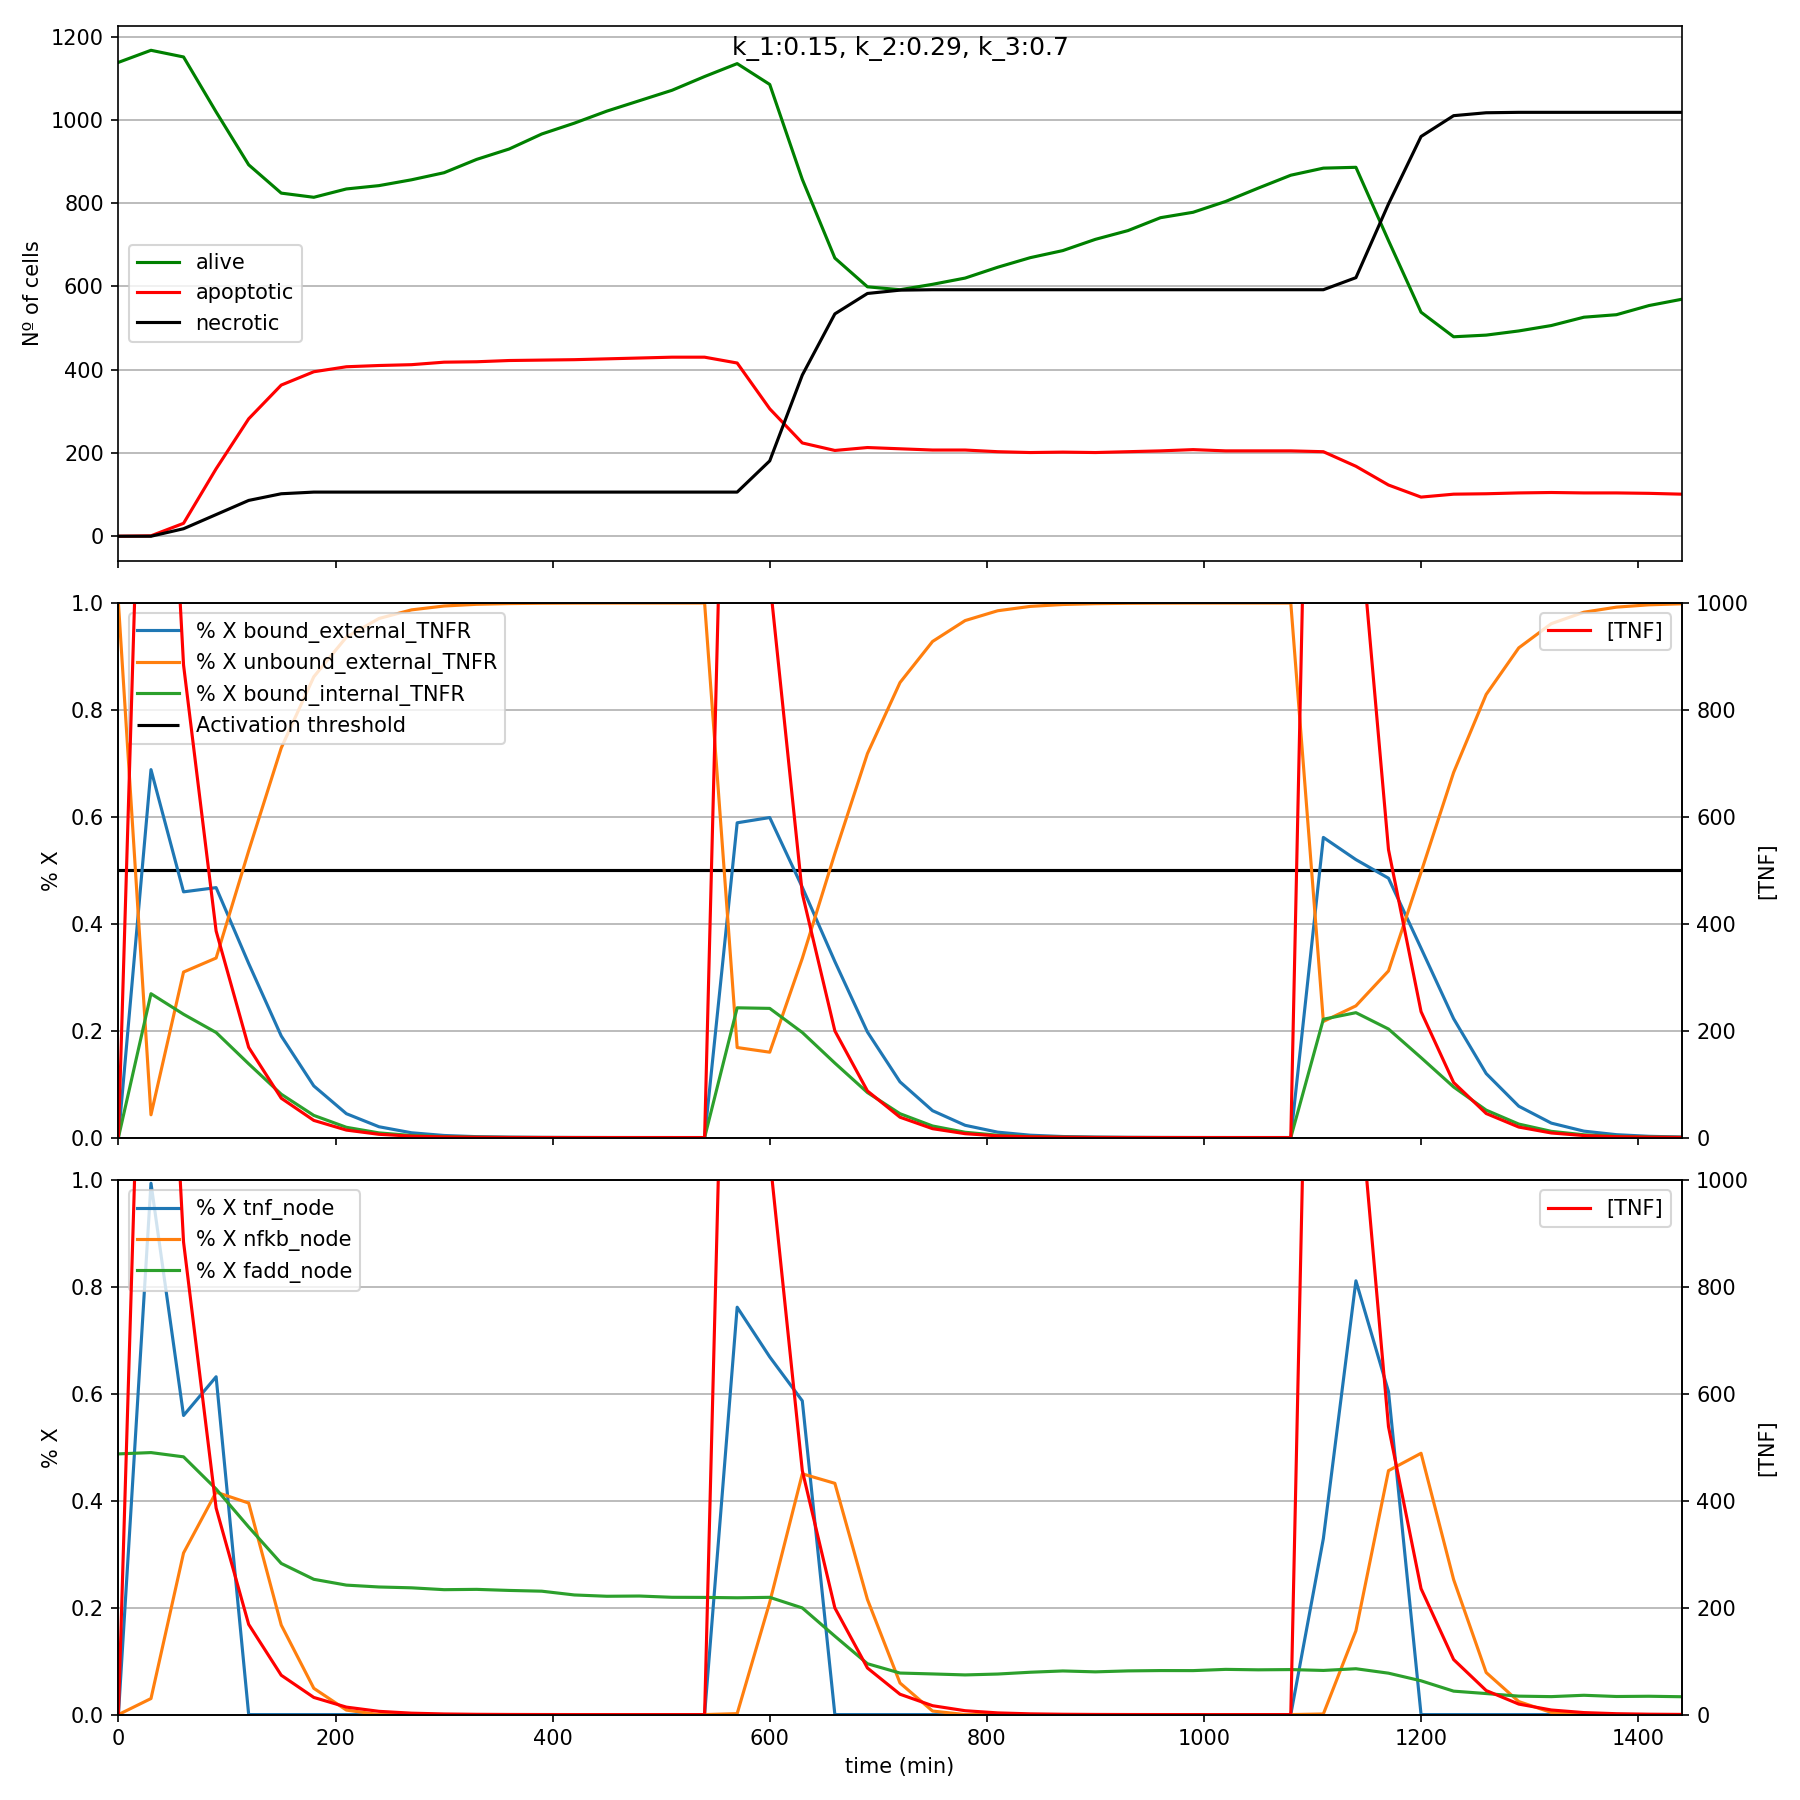 k_1:0.15, k_2:0.29, k_3:0.7
1200
1000
800
600
400
200
0
Nº of cells
alive
apoptotic
necrotic
1.0
0.8
0.6
0.4
0.2
0.0
% X
% X bound_external_TNFR
% X unbound_external_TNFR
% X bound_internal_TNFR
Activation threshold
[TNF]
1000
800
600
400
200
0
[TNF]
1.0
0.8
0.6
0.4
0.2
0.0
% X
% X tnf_node
% X nfkb_node
% X fadd_node
[TNF]
1000
800
600
400
200
0
[TNF]
0 200 400 600 800 1000 1200 1400
time (min)